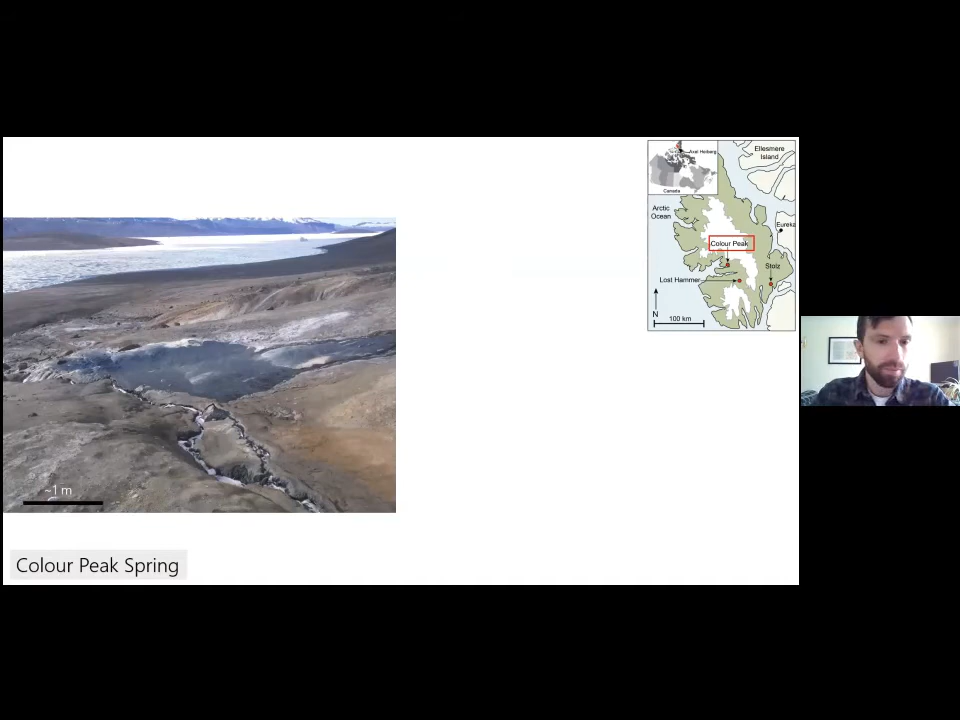 Axel Heiberg
Canada
Ellesmere
Island
Arctic
Ocean
Eureka
Colour Peak
Stolz
Lost Hammer
N
100 km
~1 m
Colour Peak Spring